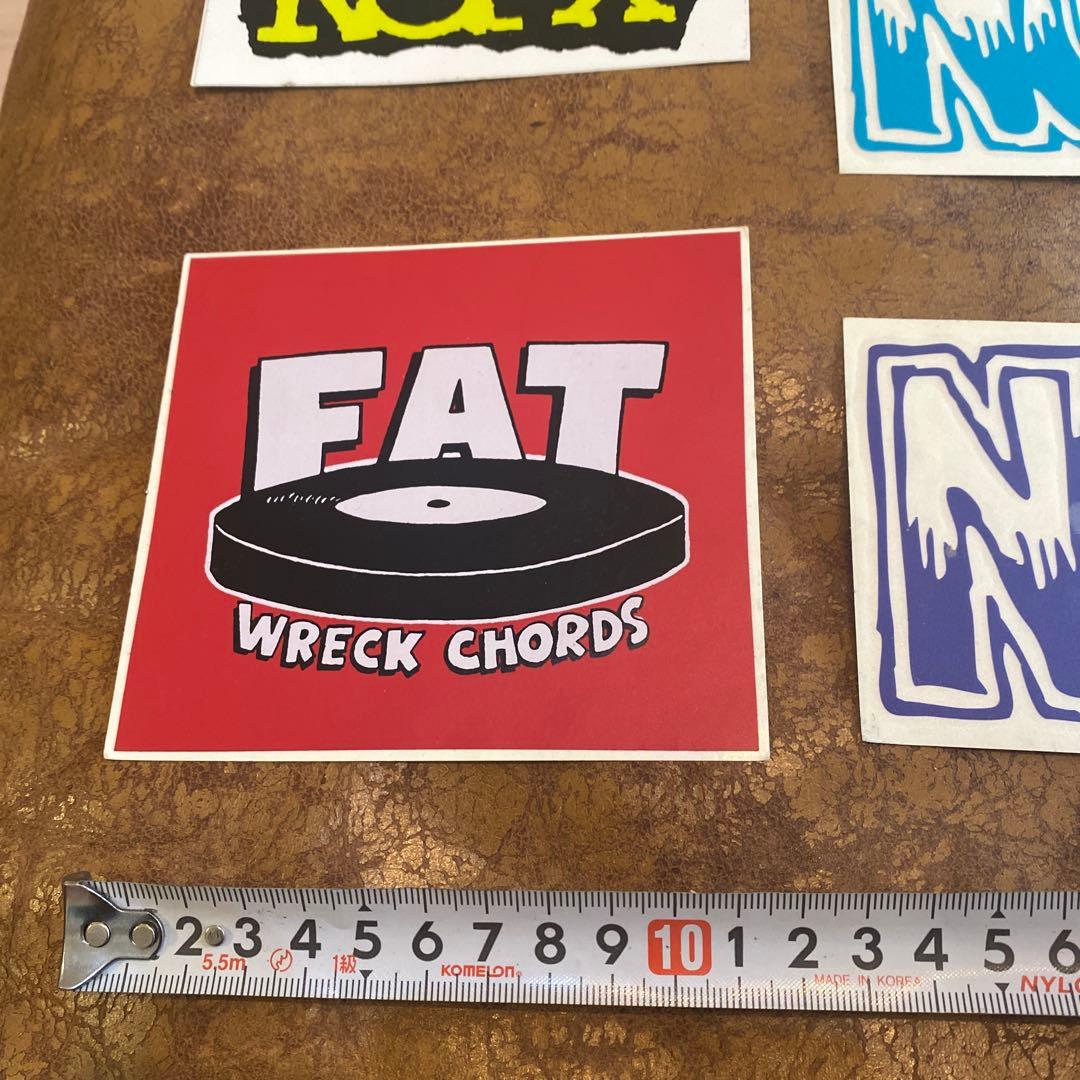 FAT
WRECK CHORDS
2 3 4 5 6 7 8 9 10 1 2 3 4 5 6
5,5m 1級 KOMELON MADE IN KOREA